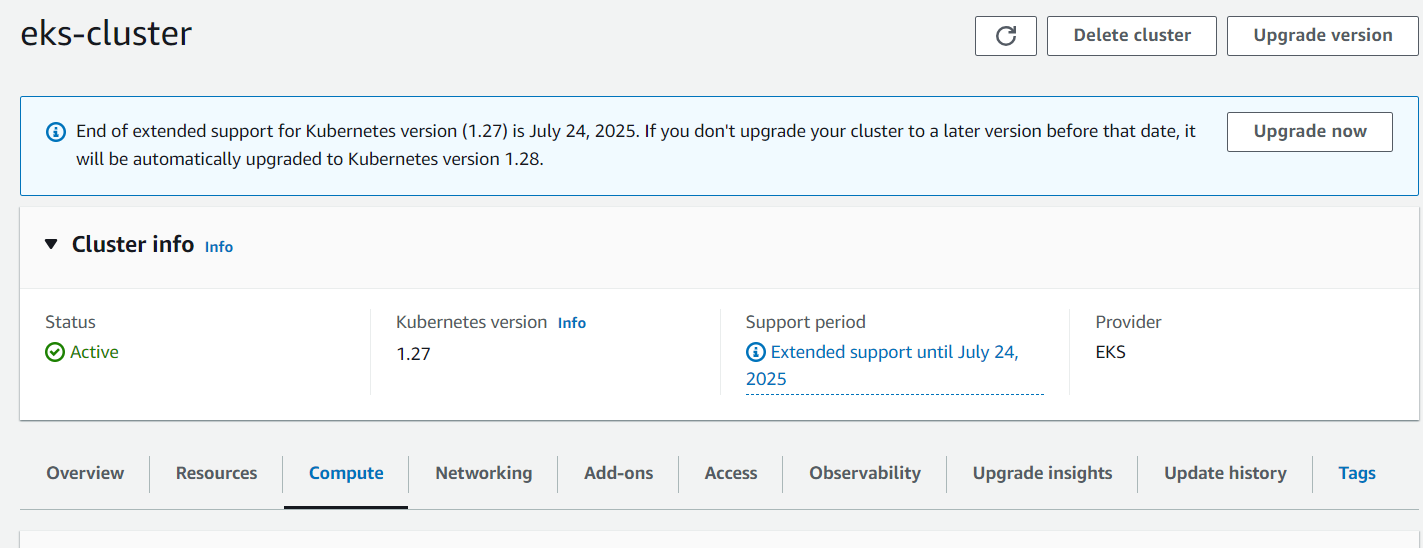 eks-cluster
Delete cluster
Upgrade version
End of extended support for Kubernetes version (1.27) is July 24, 2025. If you don't upgrade your cluster to a later version before that date, it
will be automatically upgraded to Kubernetes version 1.28.
Upgrade now
Cluster info Info
Status
Active
Kubernetes version Info
1.27
Support period
Extended support until July 24,
2025
Provider
EKS
Overview
Resources
Compute
Networking
Add-ons
Access
Observability
Upgrade insights
Update history
Tags